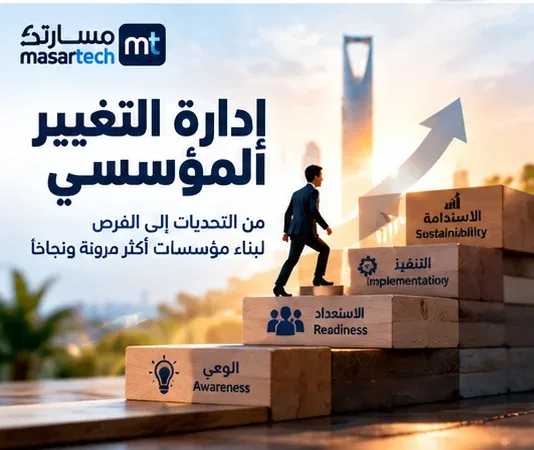 مسارتك
masartech
mt
إدارة التغيير
المؤسسي
من التحديات إلى الفرص
لبناء مؤسسات أكثر مرونة ونجاخاً
الاستدامة
Sustainability
التنفيذ
Implementatioy
الاستعداد
Readiness
الوعي
Awareness